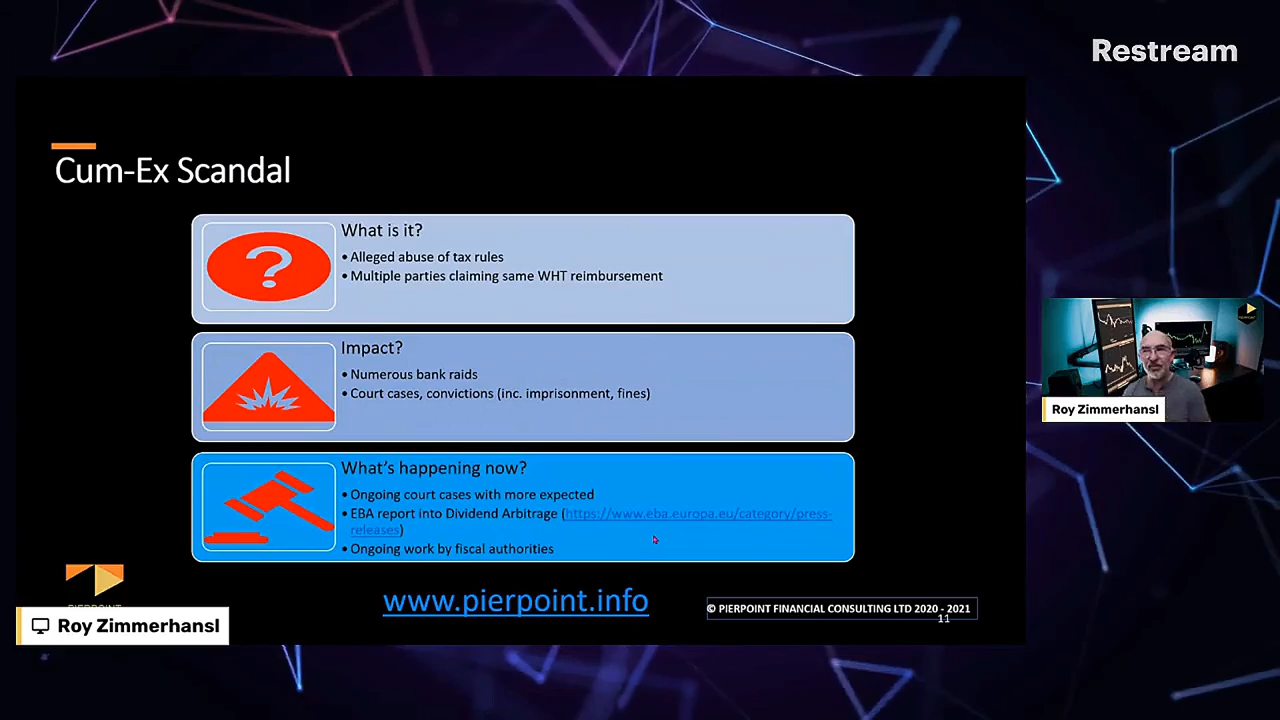 Restream
Cum-Ex Scandal
What is it?
• Alleged abuse of tax rules
• Multiple parties claiming same WHT reimbursement
Impact?
• Numerous bank raids
• Court cases, convictions (inc. imprisonment, fines)
What's happening now?
• Ongoing court cases with more expected
• EBA report into Dividend Arbitrage (https://www.eba.europa.eu/category/press-
releases)
• Ongoing work by fiscal authorities
Roy Zimmerhansl
PIERPOINT
www.pierpoint.info
© PIERPOINT FINANCIAL CONSULTING LTD 2020 - 2021
11
Roy Zimmerhansl